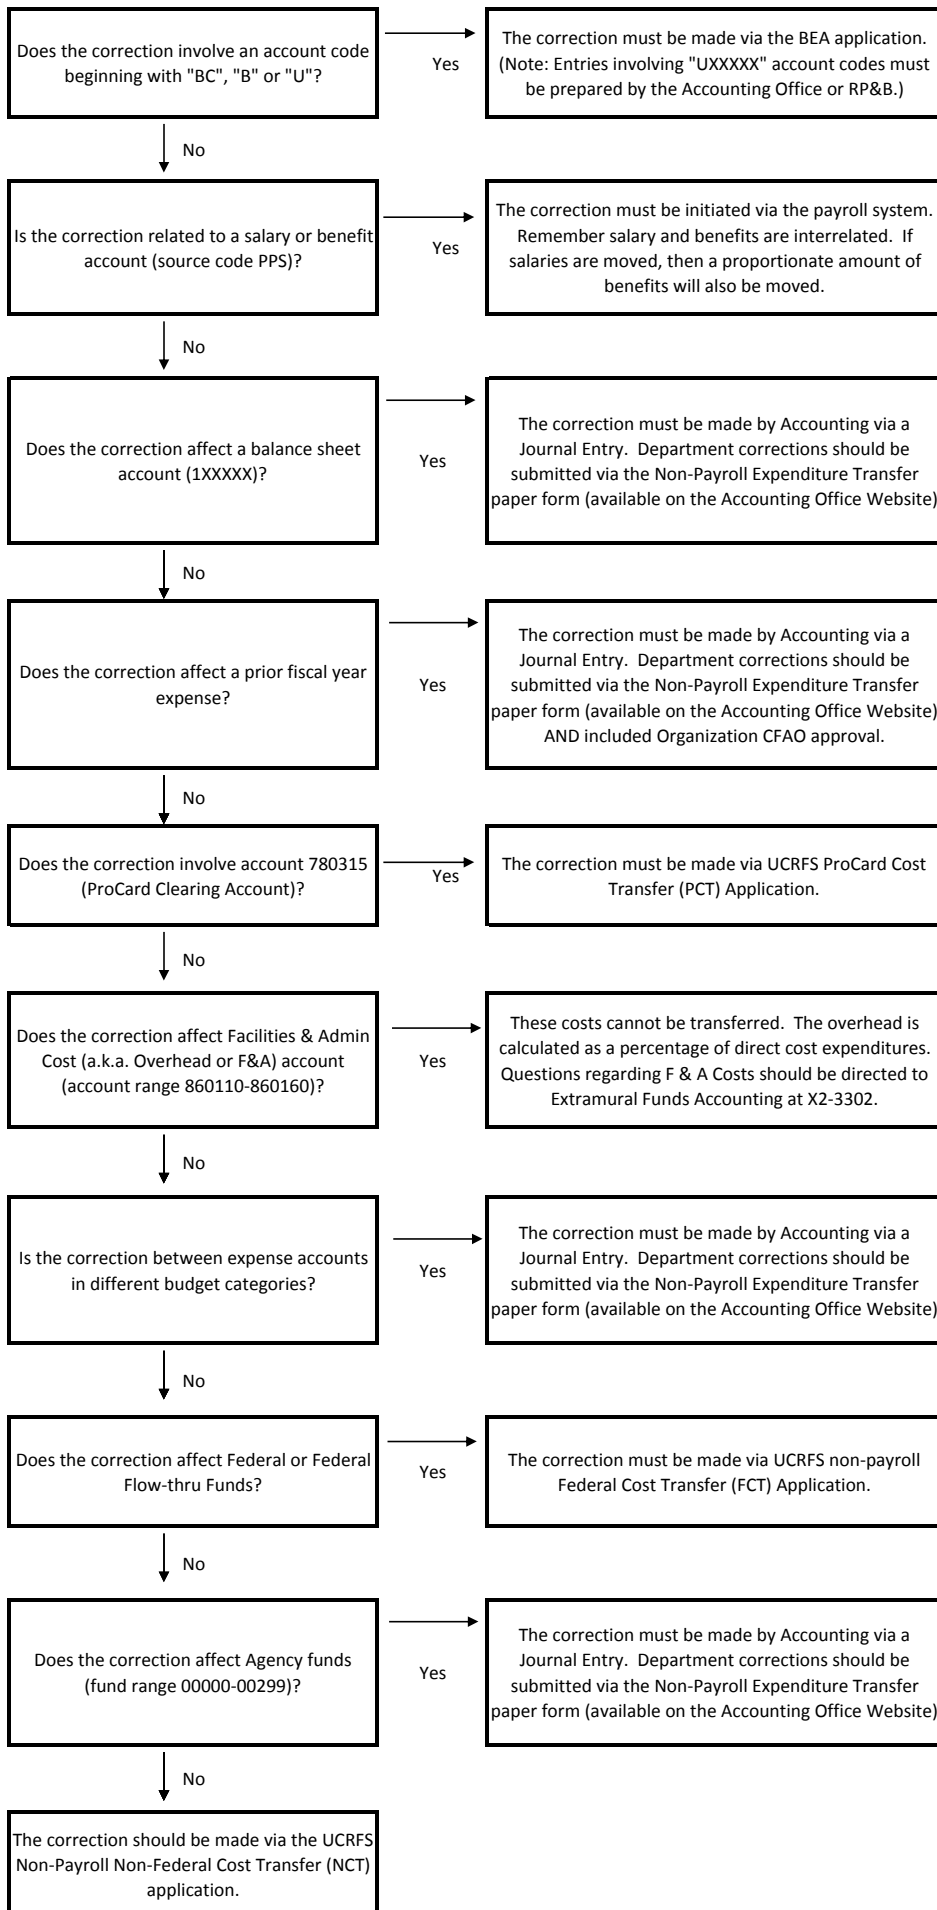 Does the correction involve an account code
beginning with "BC", "B" or "U"?
Yes
The correction must be made via the BEA application.
(Note: Entries involving "UXXXXX" account codes must
be prepared by the Accounting Office or RP&B.)
No
Is the correction related to a salary or benefit
account (source code PPS)?
Yes
The correction must be initiated via the payroll system.
Remember salary and benefits are interrelated. If
salaries are moved, then a proportionate amount of
benefits will also be moved.
No
Does the correction affect a balance sheet
account (1XXXXX)?
Yes
The correction must be made by Accounting via a
Journal Entry. Department corrections should be
submitted via the Non-Payroll Expenditure Transfer
paper form (available on the Accounting Office Website)
No
Does the correction affect a prior fiscal year
expense?
Yes
The correction must be made by Accounting via a
Journal Entry. Department corrections should be
submitted via the Non-Payroll Expenditure Transfer
paper form (available on the Accounting Office Website)
AND included Organization CFAO approval.
No
Does the correction involve account 780315
(ProCard Clearing Account)?
Yes
The correction must be made via UCRFS ProCard Cost
Transfer (PCT) Application.
No
Does the correction affect Facilities & Admin
Cost (a.k.a. Overhead or F&A) account
(account range 860110-860160)?
Yes
These costs cannot be transferred. The overhead is
calculated as a percentage of direct cost expenditures.
Questions regarding F & A Costs should be directed to
Extramural Funds Accounting at X2-3302.
No
Is the correction between expense accounts
in different budget categories?
Yes
The correction must be made by Accounting via a
Journal Entry. Department corrections should be
submitted via the Non-Payroll Expenditure Transfer
paper form (available on the Accounting Office Website)
No
Does the correction affect Federal or Federal
Flow-thru Funds?
Yes
The correction must be made via UCRFS non-payroll
Federal Cost Transfer (FCT) Application.
No
Does the correction affect Agency funds
(fund range 00000-00299)?
Yes
The correction must be made by Accounting via a
Journal Entry. Department corrections should be
submitted via the Non-Payroll Expenditure Transfer
paper form (available on the Accounting Office Website)
No
The correction should be made via the UCRFS
Non-Payroll Non-Federal Cost Transfer (NCT)
application.